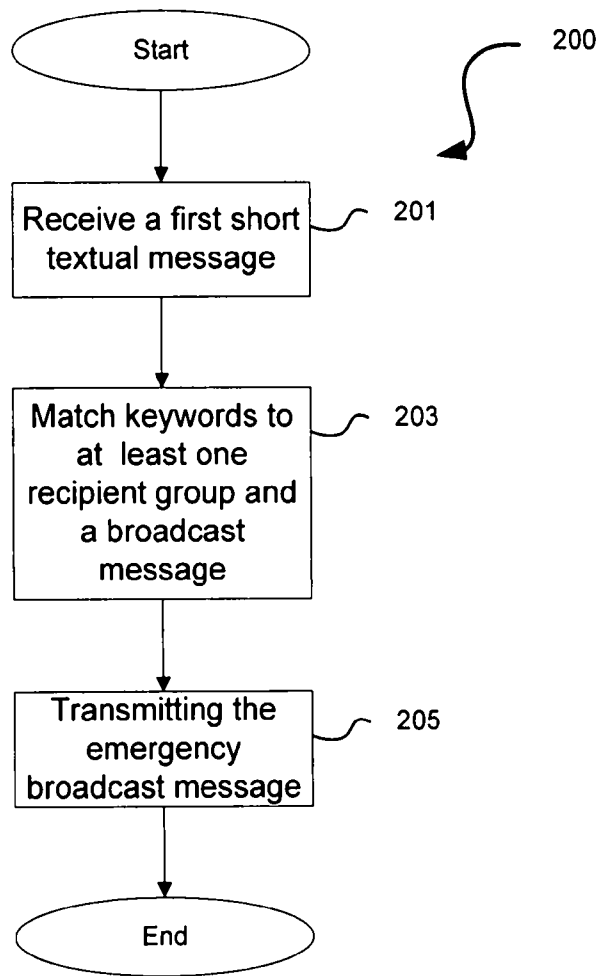 Start
200
Receive a first short
textual message
201
Match keywords to
at least one
recipient group and
a broadcast
message
203
Transmitting the
emergency
broadcast message
205
End